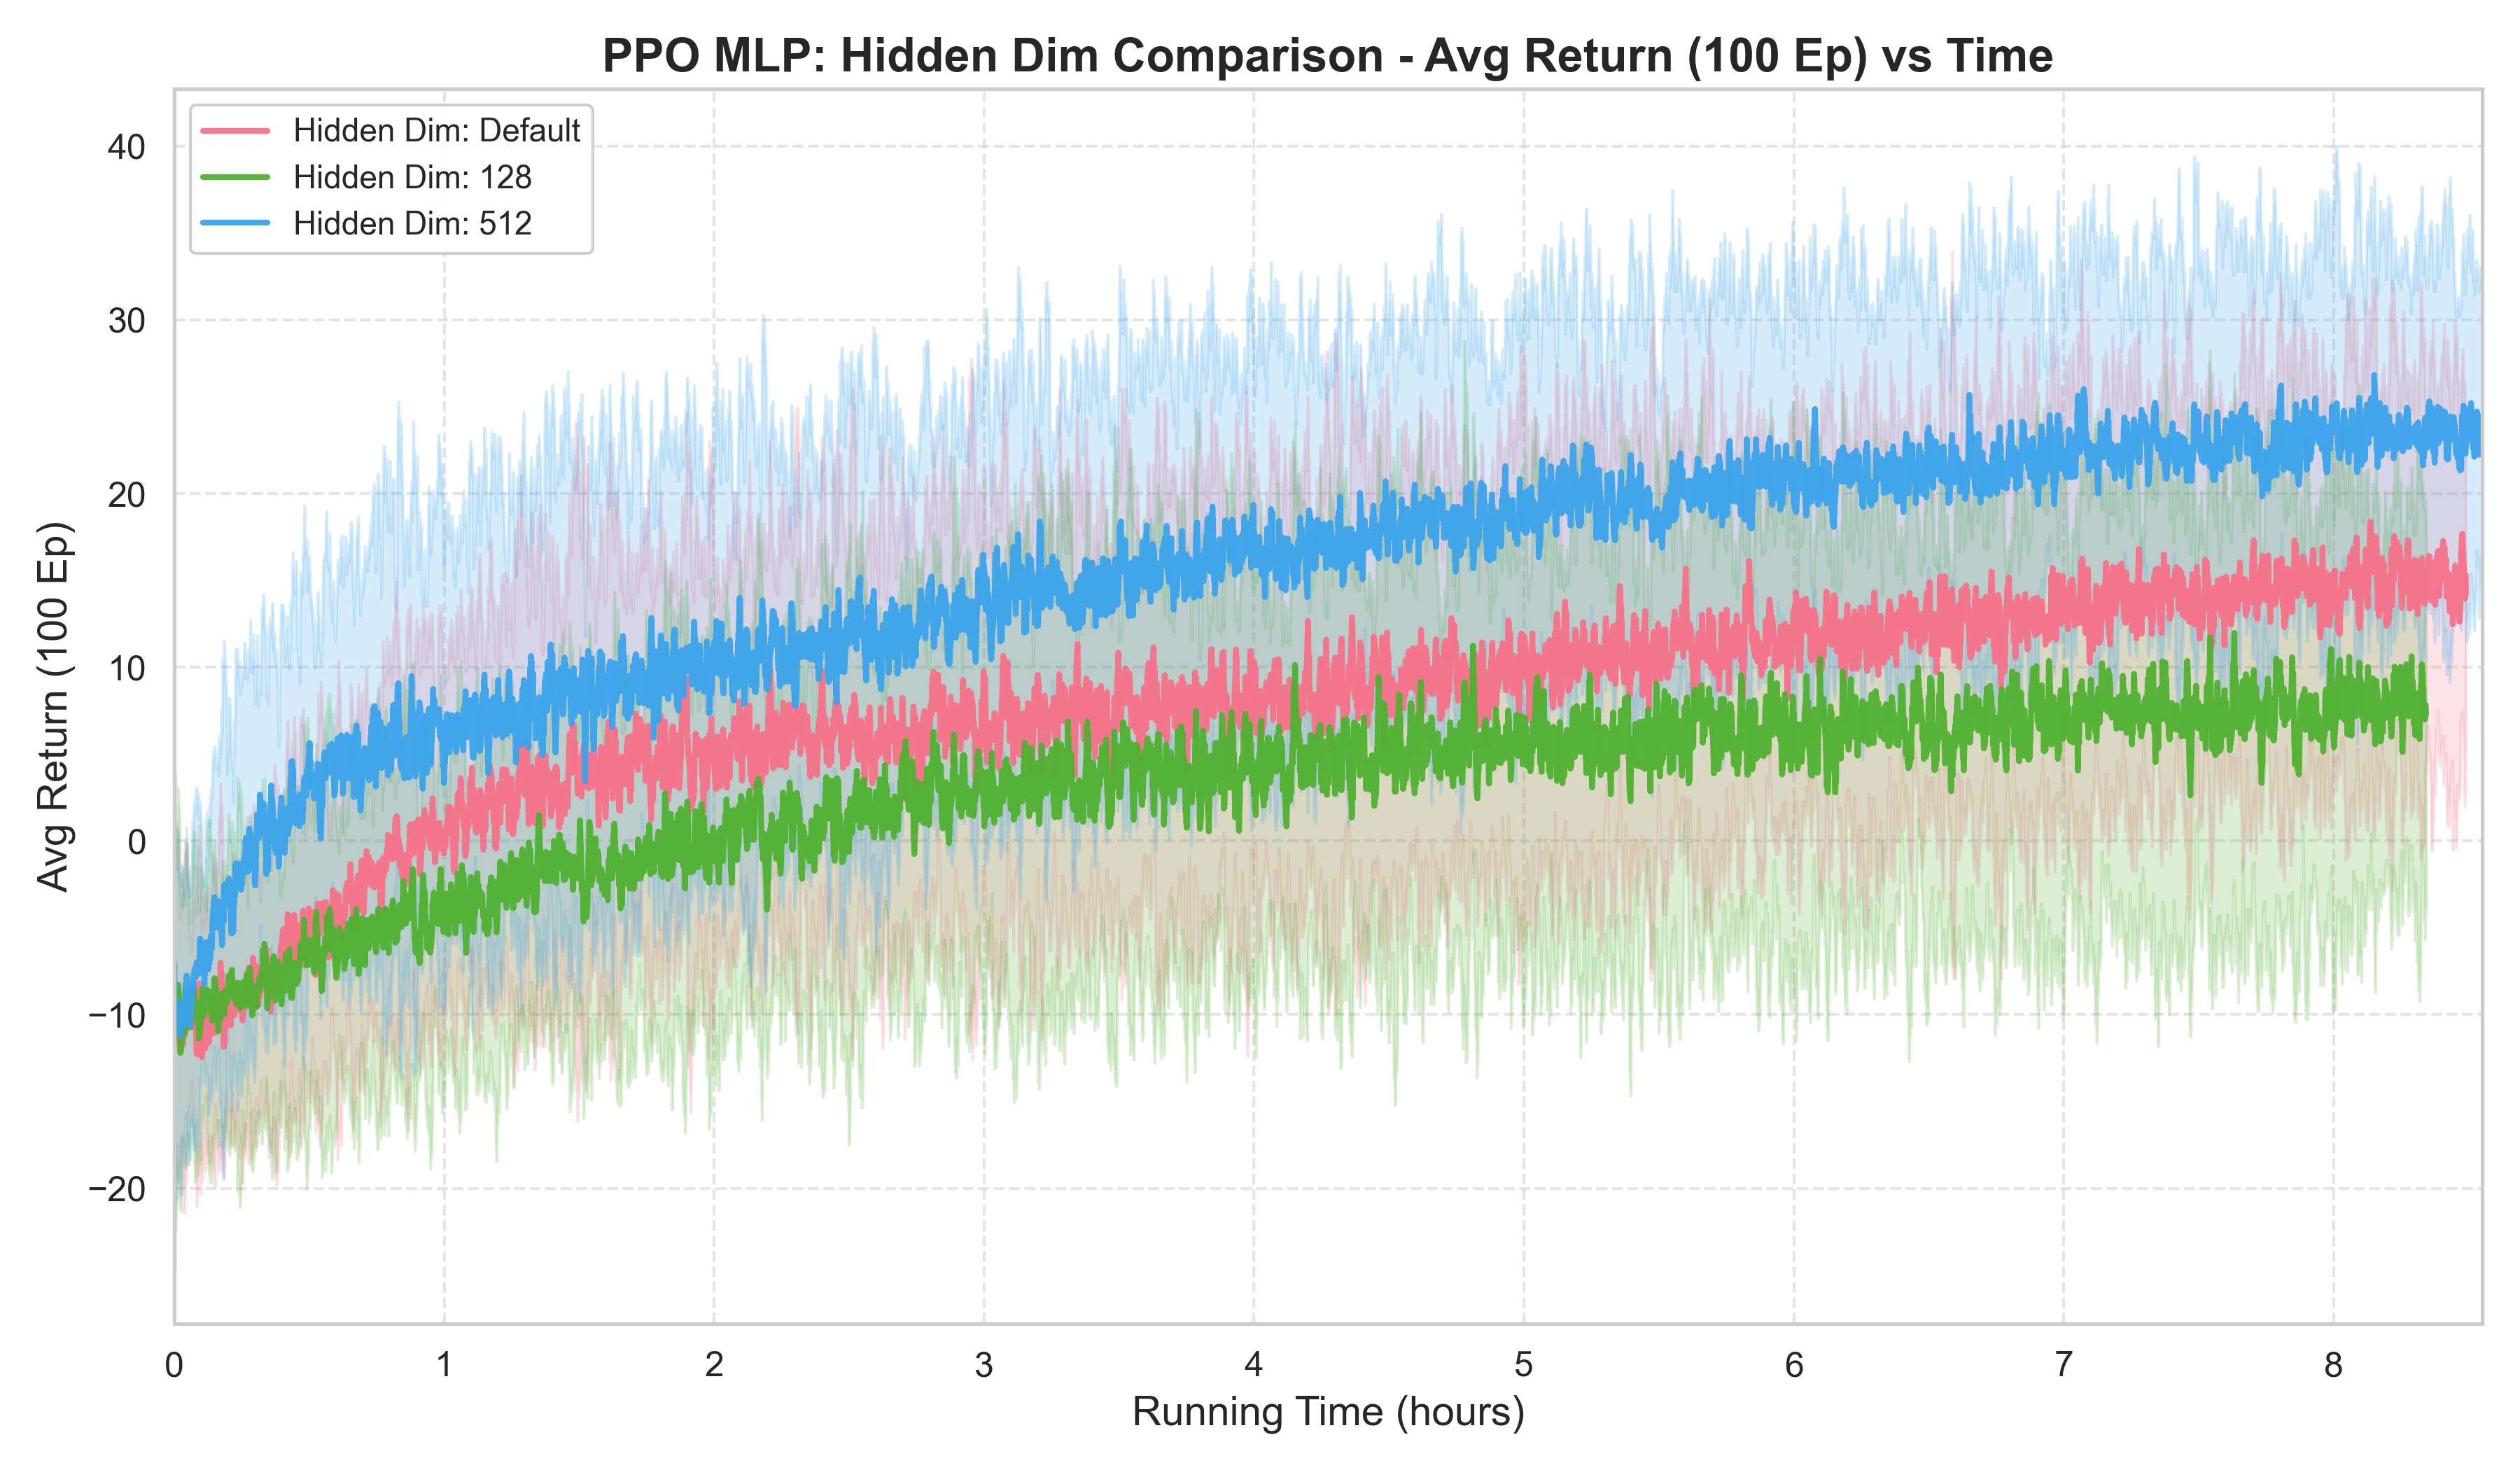 PPO MLP: Hidden Dim Comparison - Avg Return (100 Ep) vs Time
Hidden Dim: Default
Hidden Dim: 128
Hidden Dim: 512
Avg Return (100 Ep)
40
30
20
10
0
−10
−20
0 1 2 3 4 5 6 7 8
Running Time (hours)